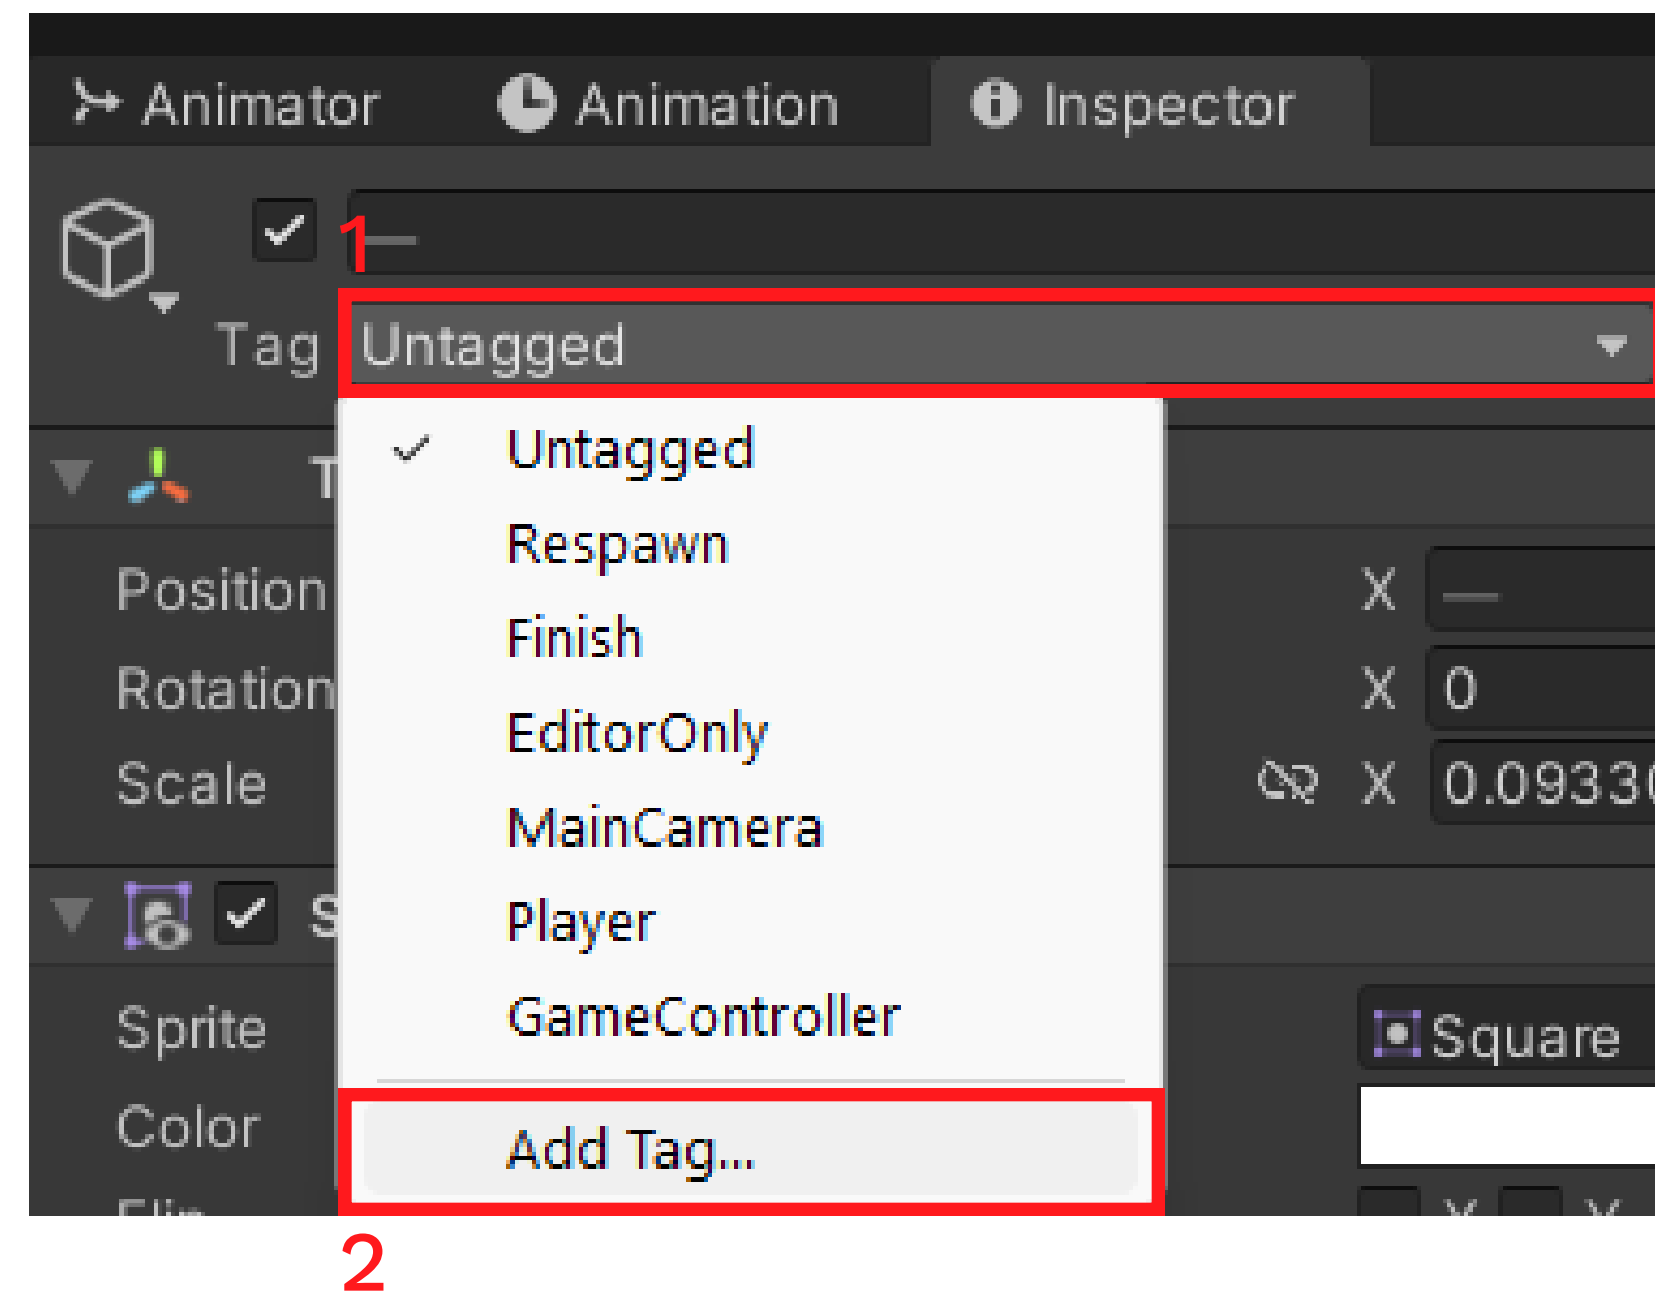 Animator Animation Inspector
1 —
Tag Untagged
Untagged
Respawn
Position X —
Finish
Rotation X 0
EditorOnly
Scale X 0.0933
MainCamera
Player
GameController
Sprite Square
Color
Add Tag...
Flip X Y
2